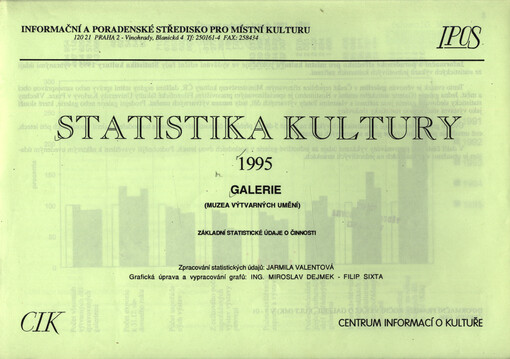 INFORMAČNÍ A PORADENSKÉ STŘEDISKO PRO MÍSTNÍ KULTURU
120 21 PRAHA 2 - Vinohrady, Blanická 4 Tf: 250161-4 FAX: 258434
IPOS
STATISTIKA KULTURY
1995
GALERIE
(MUZEA VÝTVARNÝCH UMĚNÍ)
ZÁKLADNÍ STATISTICKÉ ÚDAJE O ČINNOSTI
Zpracování statistických údajů: JARMILA VALENTOVÁ
Grafická úprava a vypracování grafů: ING. MIROSLAV DEJMEK - FILIP SIXTA
CIK
CENTRUM INFORMACÍ O KULTUŘE